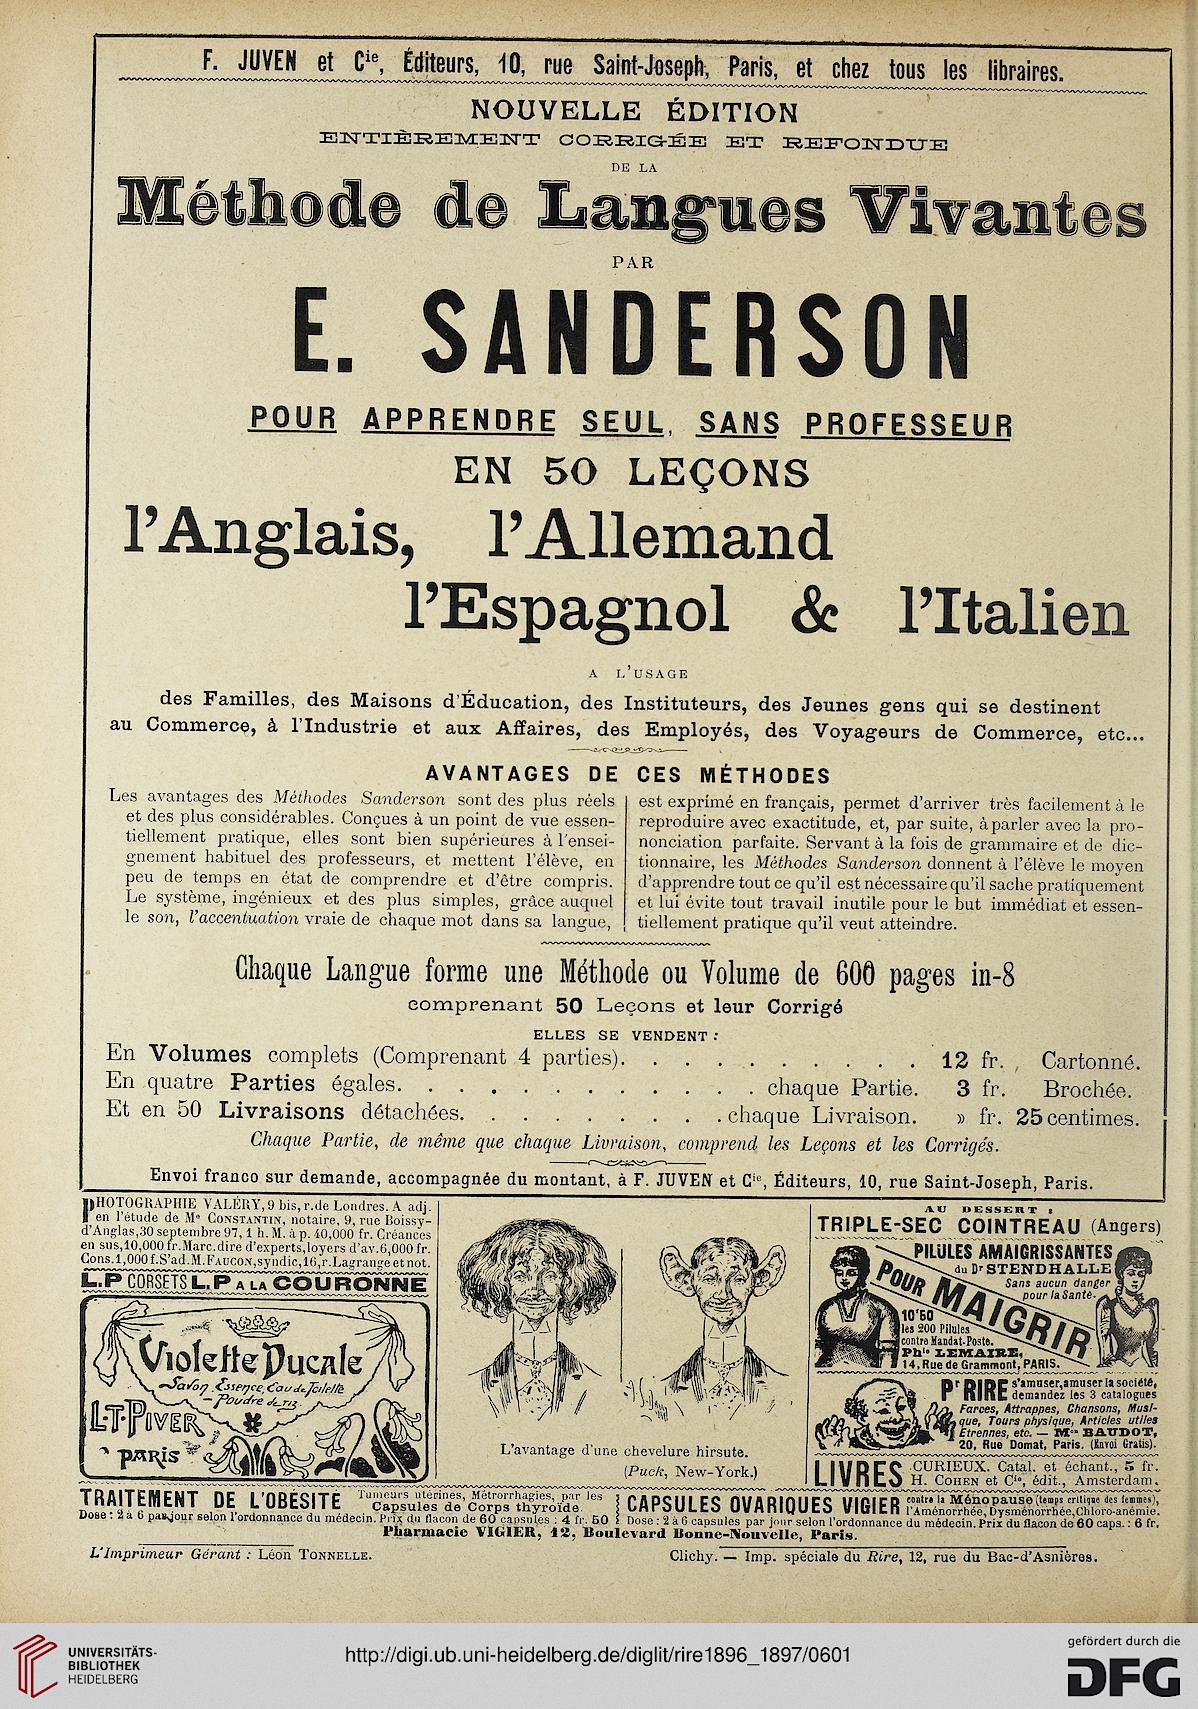 F. JUVEN et Cie, Éditeurs, 10, rue Saint-Joseph, Paris, et chez tous les libraires.
NOUVELLE ÉDITION
ENTIÈREMENT CORRIGÉE ET REFONDUE
DE LA
Méthode de Langues Vivantes
PAR
E. SANDERSON
POUR APPRENDRE SEUL, SANS PROFESSEUR
EN 50 LEÇONS
l'Anglais, l'Allemand
l'Espagnol & l'Italien
A L'USAGE
des Familles, des Maisons d'Éducation, des Instituteurs, des Jeunes gens qui se destinent
au Commerce, à l'Industrie et aux Affaires, des Employés, des Voyageurs de Commerce, etc...
AVANTAGES DE CES MÉTHODES
Les avantages des Méthodes Sanderson sont des plus réels
et des plus considérables. Conçues à un point de vue essen-
tiellement pratique, elles sont bien supérieures à l'ensei-
gnement habituel des professeurs, et mettent l'élève, en
peu de temps en état de comprendre et d'être compris.
Le système, ingénieux et des plus simples, grâce auquel
le son, l'accentuation vraie de chaque mot dans sa langue,
est exprimé en français, permet d'arriver très facilement à le
reproduire avec exactitude, et, par suite, à parler avec la pro-
nonciation parfaite. Servant à la fois de grammaire et de dic-
tionnaire, les Méthodes Sanderson donnent à l'élève le moyen
d'apprendre tout ce qu'il est nécessaire qu'il sache pratiquement
et lui évite tout travail inutile pour le but immédiat et essen-
tiellement pratique qu'il veut atteindre.
Chaque Langue forme une Méthode ou Volume de 600 pages in-8
comprenant 50 Leçons et leur Corrigé
ELLES SE VENDENT :
En Volumes complets (Comprenant 4 parties). . . . . . . . . . . 12 fr. Cartonné.
En quatre Parties égales. . . . . . . . . . . . chaque Partie. 3 fr. Brochée.
Et en 50 Livraisons détachées. . . . . . . . . . chaque Livraison. » fr. 25 centimes.
Chaque Partie, de même que chaque Livraison, comprend les Leçons et les Corrigés.
Envoi franco sur demande, accompagnée du montant, à F. JUVEN et Cie, Éditeurs, 10, rue Saint-Joseph, Paris.
PHOTOGRAPHIE VALÉRY, 9 bis, r. de Londres. A adj.
en l'étude de Me CONSTANTIN, notaire, 9, rue Boissy-
d'Anglas, 30 septembre 97, 1 h. M. à p. 40,000 fr. Créances
en sus, 10,000 fr. Marc. dire d'experts, loyers d'av. 6,000 fr.
Cons. 1,000 f. S'ad. M. FAUCON, syndic, 16, r. Lagrange et not.
L.P CORSETS L.P A LA COURONNE
Violette Ducale
Savon, Essence, Eau de Toilette
Poudre de riz
L.T. PIVER
PARIS
L'avantage d'une chevelure hirsute.
(Puck, New-York.)
AU DESSERT :
TRIPLE-SEC COINTREAU (Angers)
PILULES AMAIGRISSANTES
du Dr STENDHALLE
Sans aucun danger
pour la Santé.
POUR MAIGRIR
10'50
les 200 Pilules
contre Mandat-Poste.
Phie LEMAIRE,
14, Rue de Grammont, PARIS.
Pr RIRE s'amuser, amuser la société,
demandez les 3 catalogues
Farces, Attrappes, Chansons, Musi-
que, Tours physique, Articles utiles
Etrennes, etc. — Mon BAUDOT,
20, Rue Domat, Paris. (Envoi Gratis).
LIVRES CURIEUX. Catal. et échant., 5 fr.
H. COHEN et Cie, édit., Amsterdam.
TRAITEMENT DE L'OBÉSITÉ Tumeurs utérines, Métrorrhagies, par les
Capsules de Corps thyroïde.
Dose : 2 à 6 par jour selon l'ordonnance du médecin. Prix du flacon de 60 capsules : 4 fr. 50
CAPSULES OVARIQUES VIGIER contre la Ménopause (temps critique des femmes),
l'Aménorrhée, Dysménorrhée, Chloro-anémie.
Dose : 2 à 6 capsules par jour selon l'ordonnance du médecin. Prix du flacon de 60 caps. : 6 fr.
Pharmacie VIGIER, 12, Boulevard Bonne-Nouvelle, Paris.
L'Imprimeur Gérant : LÉON TONNELLE.
Clichy. — Imp. spéciale du Rire, 12, rue du Bac-d'Asnières.
UNIVERSITÄTS-
BIBLIOTHEK
HEIDELBERG
http://digi.ub.uni-heidelberg.de/diglit/rire1896_1897/0601
gefördert durch die
DFG